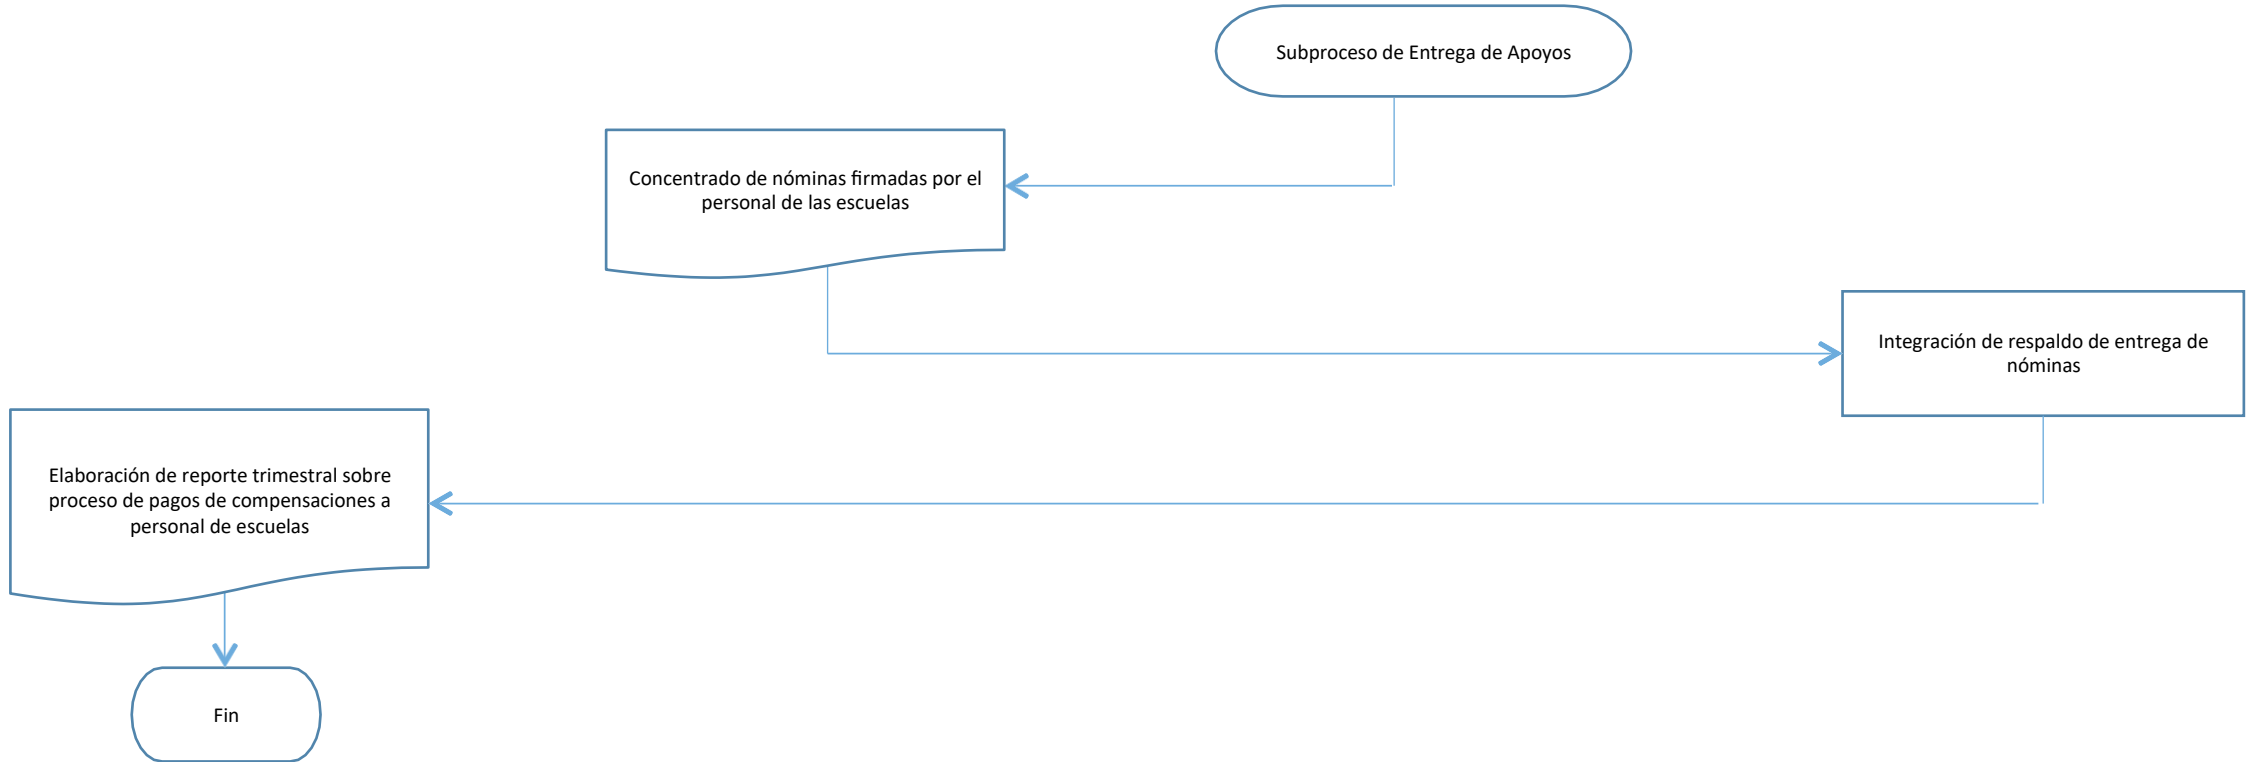 Subproceso de Entrega de Apoyos
Concentrado de nóminas firmadas por el
personal de las escuelas
Integración de respaldo de entrega de
nóminas
Elaboración de reporte trimestral sobre
proceso de pagos de compensaciones a
personal de escuelas
Fin